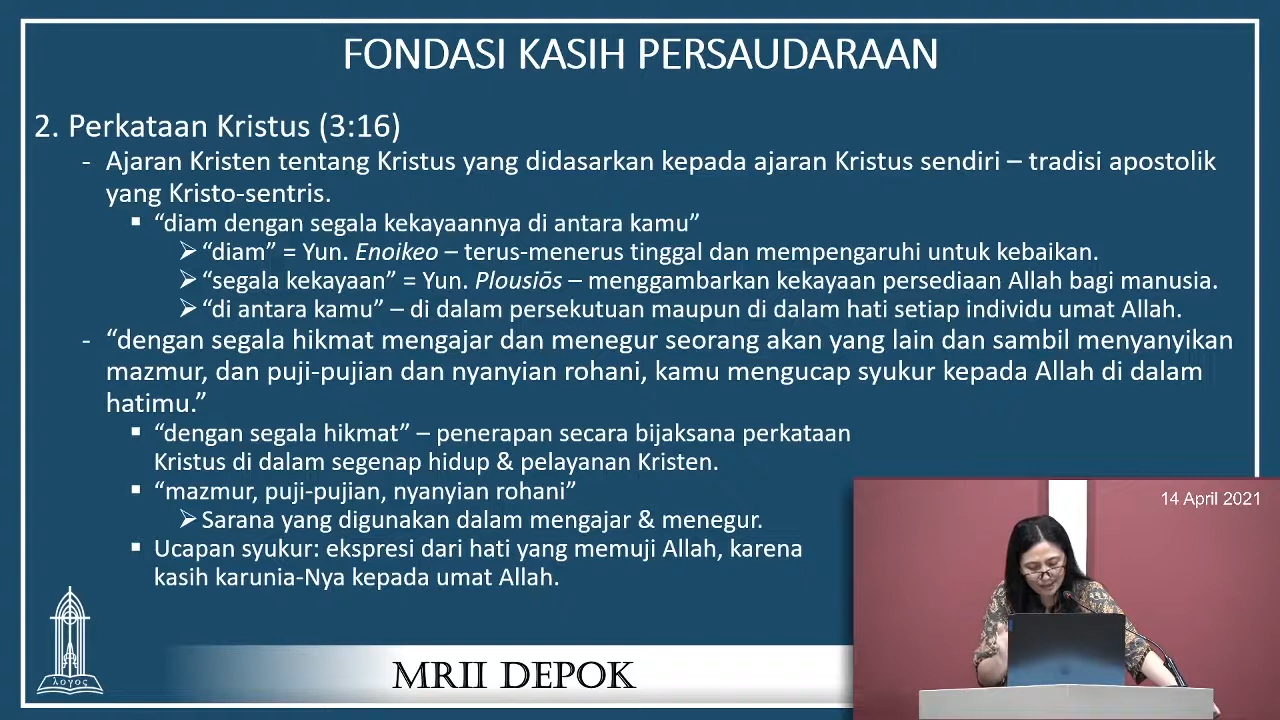 FONDASI KASIH PERSAUDARAAN
2. Perkataan Kristus (3:16)
- Ajaran Kristen tentang Kristus yang didasarkan kepada ajaran Kristus sendiri – tradisi apostolik
yang Kristo-sentris.
▪ “diam dengan segala kekayaannya di antara kamu”
➢ “diam” = Yun. Enoikeo – terus-menerus tinggal dan mempengaruhi untuk kebaikan.
➢ “segala kekayaan” = Yun. Plousiōs – menggambarkan kekayaan persediaan Allah bagi manusia.
➢ “di antara kamu” – di dalam persekutuan maupun di dalam hati setiap individu umat Allah.
- “dengan segala hikmat mengajar dan menegur seorang akan yang lain dan sambil menyanyikan
mazmur, dan puji-pujian dan nyanyian rohani, kamu mengucap syukur kepada Allah di dalam
hatimu.”
▪ “dengan segala hikmat” – penerapan secara bijaksana perkataan
Kristus di dalam segenap hidup & pelayanan Kristen.
▪ “mazmur, puji-pujian, nyanyian rohani”
➢ Sarana yang digunakan dalam mengajar & menegur.
▪ Ucapan syukur: ekspresi dari hati yang memuji Allah, karena
kasih karunia-Nya kepada umat Allah.
14 April 2021
λογος
MRII DEPOK